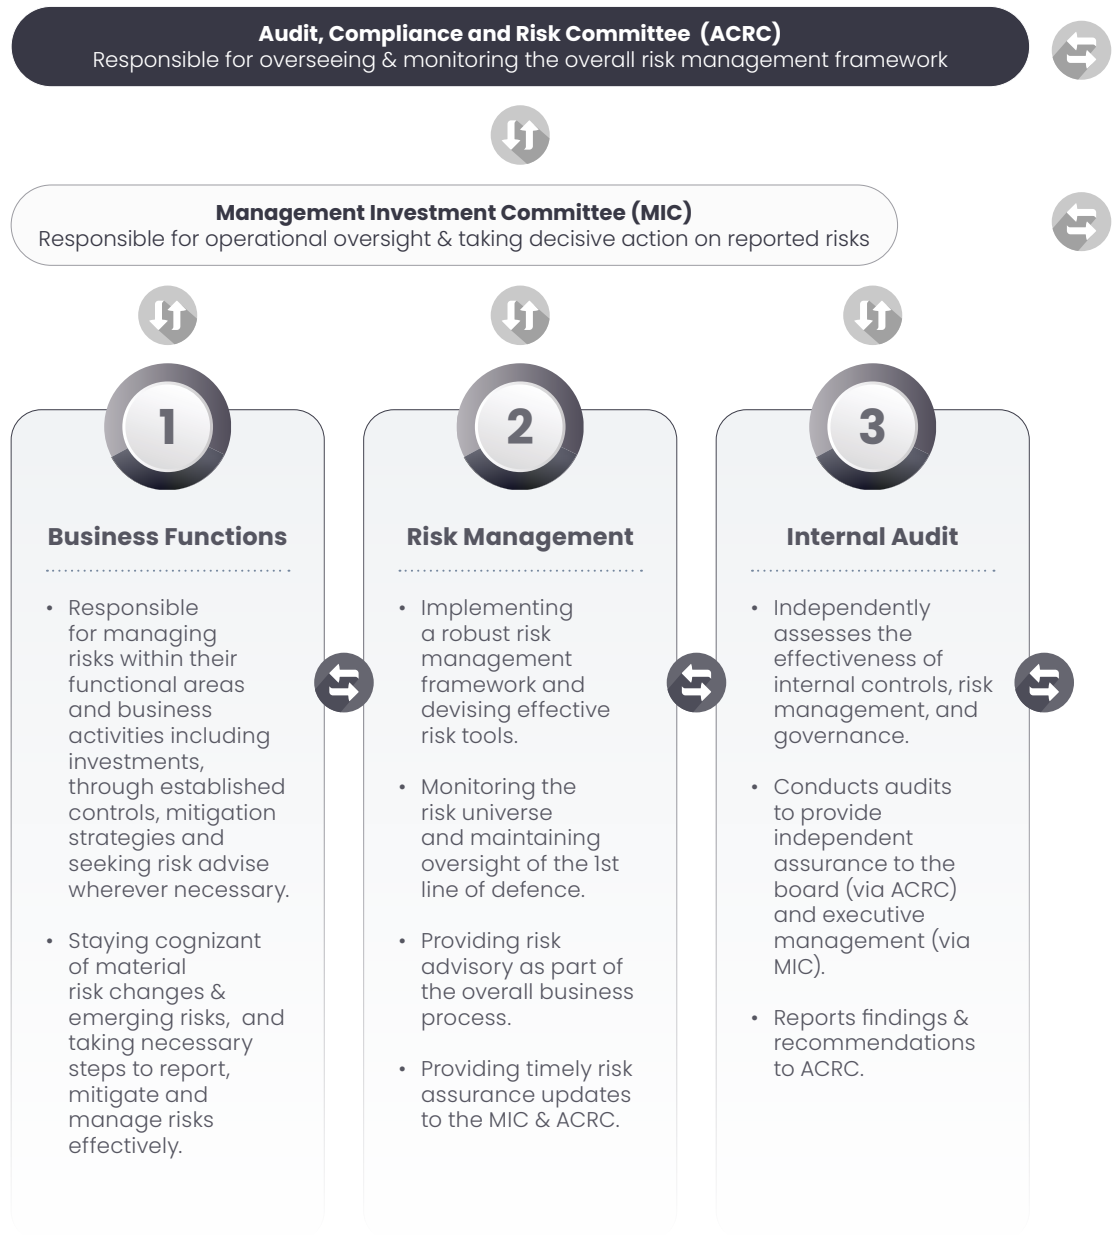 Audit, Compliance and Risk Committee (ACRC)
Responsible for overseeing & monitoring the overall risk management framework
Management Investment Committee (MIC)
Responsible for operational oversight & taking decisive action on reported risks
1
Business Functions
• Responsible
for managing
risks within their
functional areas
and business
activities including
investments,
through established
controls, mitigation
strategies and
seeking risk advise
wherever necessary.
• Staying cognizant
of material
risk changes &
emerging risks, and
taking necessary
steps to report,
mitigate and
manage risks
effectively.
2
Risk Management
• Implementing
a robust risk
management
framework and
devising effective
risk tools.
• Monitoring the
risk universe
and maintaining
oversight of the 1st
line of defence.
• Providing risk
advisory as part of
the overall business
process.
• Providing timely risk
assurance updates
to the MIC & ACRC.
3
Internal Audit
• Independently
assesses the
effectiveness of
internal controls, risk
management, and
governance.
• Conducts audits
to provide
independent
assurance to the
board (via ACRC)
and executive
management (via
MIC).
• Reports findings &
recommendations
to ACRC.